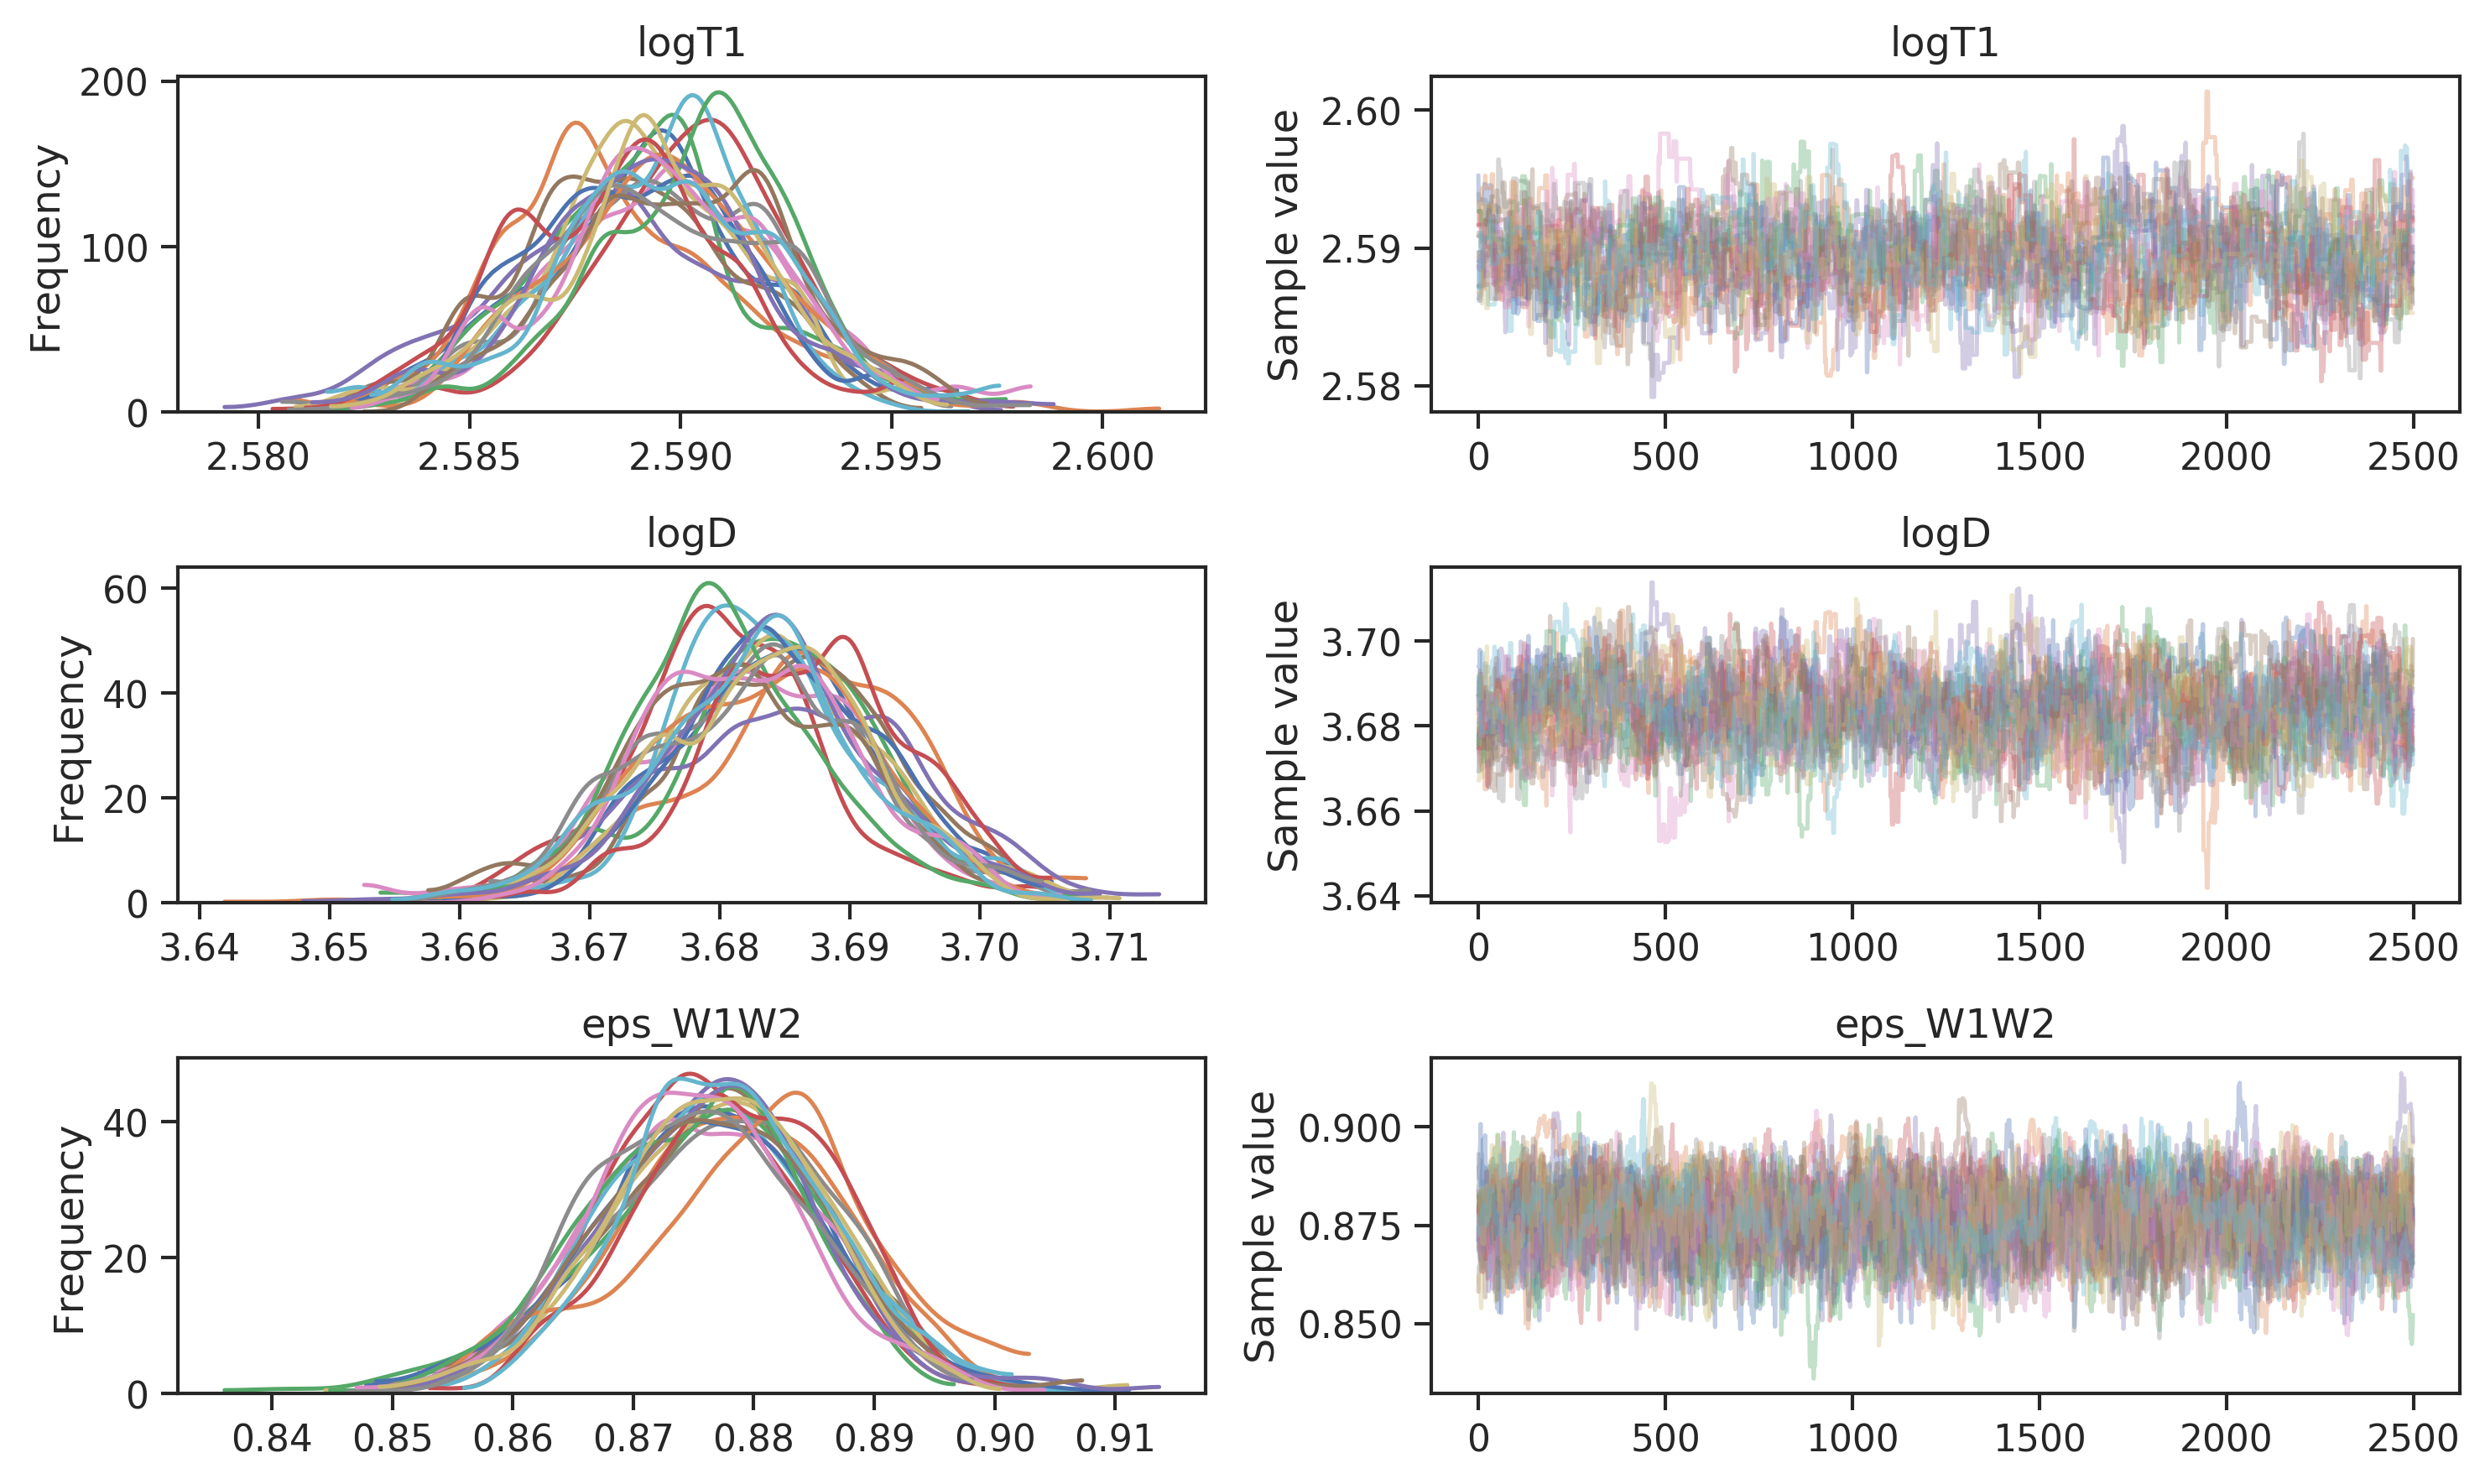 logT1
Frequency
200
100
0
2.580 2.585 2.590 2.595 2.600
logT1
Sample value
2.60
2.59
2.58
0 500 1000 1500 2000 2500
logD
Frequency
60
40
20
0
3.64 3.65 3.66 3.67 3.68 3.69 3.70 3.71
logD
Sample value
3.70
3.68
3.66
3.64
0 500 1000 1500 2000 2500
eps_W1W2
Frequency
40
20
0
0.84 0.85 0.86 0.87 0.88 0.89 0.90 0.91
eps_W1W2
Sample value
0.900
0.875
0.850
0 500 1000 1500 2000 2500